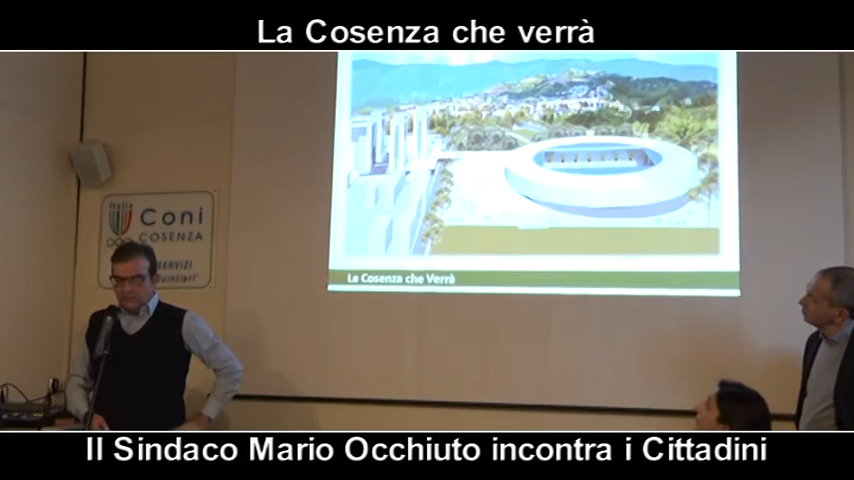 La Cosenza che verrà
Italia
Coni
COSENZA
SERVIZI
La Cosenza che Verrà
Il Sindaco Mario Occhiuto incontra i Cittadini